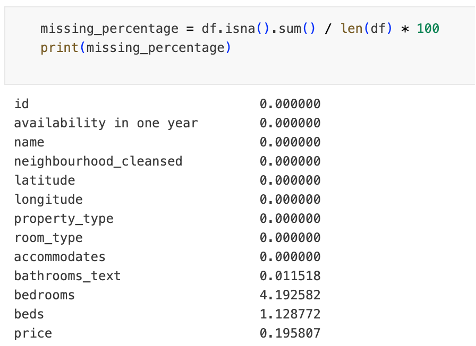 missing_percentage = df.isna().sum() / len(df) * 100
print(missing_percentage)
id 0.000000
availability in one year 0.000000
name 0.000000
neighbourhood_cleansed 0.000000
latitude 0.000000
longitude 0.000000
property_type 0.000000
room_type 0.000000
accommodates 0.000000
bathrooms_text 0.011518
bedrooms 4.192582
beds 1.128772
price 0.195807